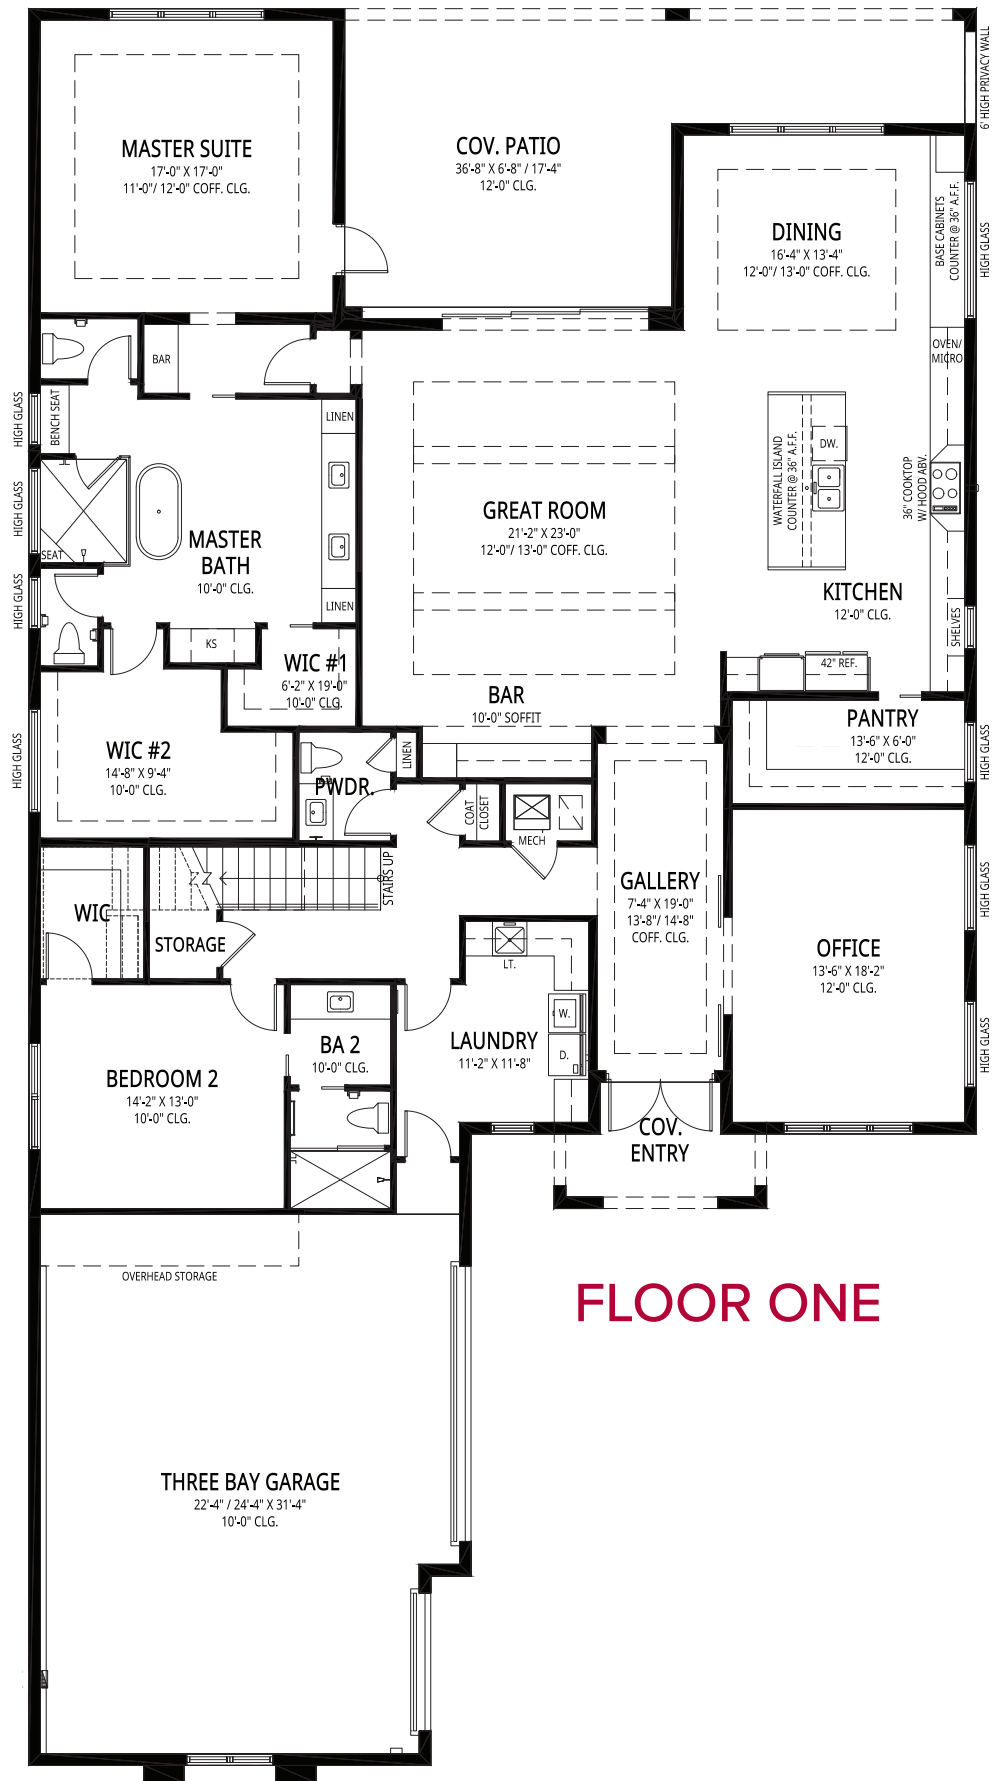 6' HIGH PRIVACY WALL
MASTER SUITE
17'-0" X 17'-0"
11'-0"/ 12'-0" COFF. CLG.
COV. PATIO
36'-8" X 6'-8" / 17'-4"
12'-0" CLG.
DINING
16'-4" X 13'-4"
12'-0"/ 13'-0" COFF. CLG.
BASE CABINETS
COUNTER @ 36" A.F.F.
HIGH GLASS
BAR
OVEN/
MICRO
HIGH GLASS
BENCH SEAT
LINEN
WATERFALL ISLAND
COUNTER @ 36" A.F.F.
DW.
36" COOKTOP
W/ HOOD ABV.
HIGH GLASS
GREAT ROOM
21'-2" X 23'-0"
12'-0"/ 13'-0" COFF. CLG.
MASTER
BATH
10'-0" CLG.
SEAT
HIGH GLASS
LINEN
KITCHEN
12'-0" CLG.
SHELVES
HIGH GLASS
KS
WIC #1
6'-2" X 19'-0"
10'-0" CLG.
42" REF.
BAR
10'-0" SOFFIT
PANTRY
13'-6" X 6'-0"
12'-0" CLG.
HIGH GLASS
HIGH GLASS
WIC #2
14'-8" X 9'-4"
10'-0" CLG.
LINEN
PWDR.
COAT
CLOSET
MECH
STAIRS UP
GALLERY
7'-4" X 19'-0"
13'-8"/ 14'-8"
COFF. CLG.
HIGH GLASS
WIC
STORAGE
OFFICE
13'-6" X 18'-2"
12'-0" CLG.
LT.
W.
D.
LAUNDRY
11'-2" X 11'-8"
HIGH GLASS
BA 2
10'-0" CLG.
BEDROOM 2
14'-2" X 13'-0"
10'-0" CLG.
COV.
ENTRY
OVERHEAD STORAGE
FLOOR ONE
THREE BAY GARAGE
22'-4" / 24'-4" X 31'-4"
10'-0" CLG.